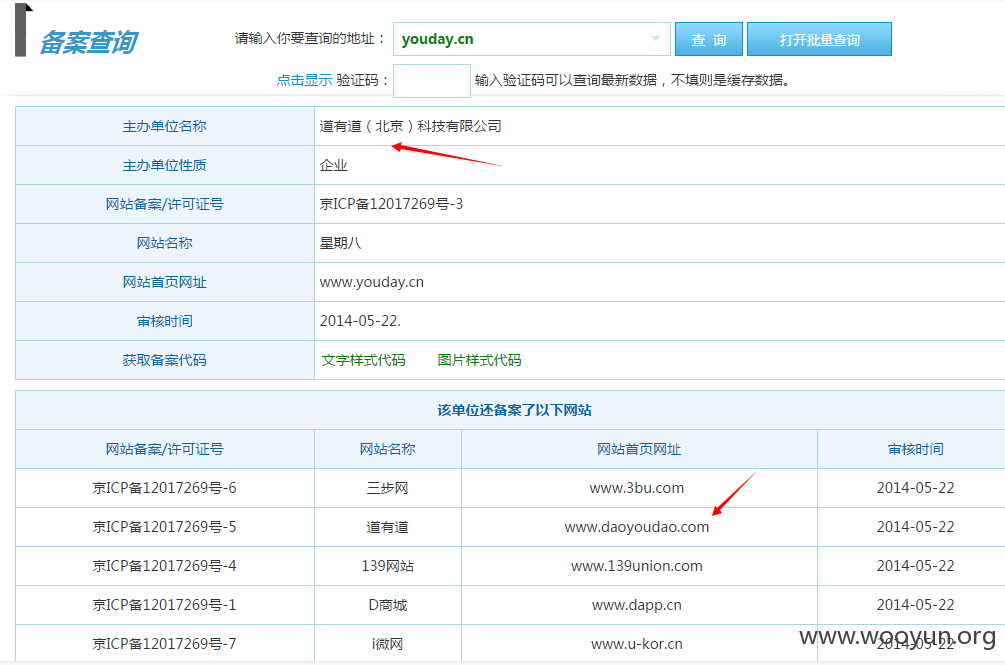 备案查询
请输入你要查询的地址： youday.cn 查 询 打开批量查询
点击显示 验证码： 输入验证码可以查询最新数据，不填则是缓存数据。
主办单位名称 道有道（北京）科技有限公司
主办单位性质 企业
网站备案/许可证号 京ICP备12017269号-3
网站名称 星期八
网站首页网址 www.youday.cn
审核时间 2014-05-22.
获取备案代码 文字样式代码 图片样式代码
该单位还备案了以下网站
网站备案/许可证号 网站名称 网站首页网址 审核时间
京ICP备12017269号-6 三步网 www.3bu.com 2014-05-22
京ICP备12017269号-5 道有道 www.daoyoudao.com 2014-05-22
京ICP备12017269号-4 139网站 www.139union.com 2014-05-22
京ICP备12017269号-1 D商城 www.dapp.cn 2014-05-22
京ICP备12017269号-7 i微网 www.u-kor.cn 2014-05-22
www.wooyun.org